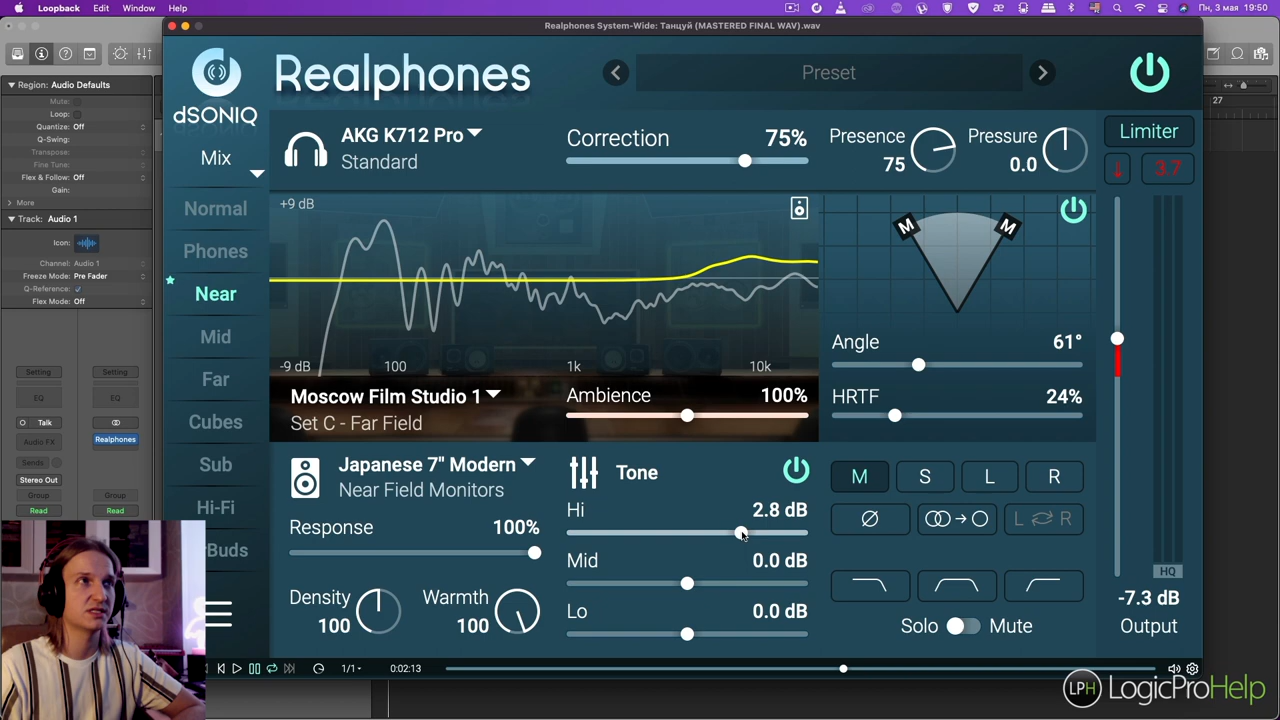 Loopback Edit Window Help
Пн, 3 мая 19:50
Realphones System-Wide: Танцуй (MASTERED FINAL WAV).wav
Region: Audio Defaults
Mute:
Loop:
Quantize: Off
Q-Swing:
Transpose:
Fine Tune:
Flex & Follow: Off
Gain:
More
Track: Audio 1
Icon:
Channel: Audio 1
Freeze Mode: Pre Fader
Q-Reference:
Flex Mode: Off
Setting Setting
EQ EQ
Talk
Audio FX Realphones
Sends
Stereo Out
Group Group
Read Read
dSONIQ
Realphones
Preset
27
Mix
Normal
Phones
Near
Mid
Far
Cubes
Sub
Hi-Fi
rBuds
AKG K712 Pro
Standard
Correction 75%
Presence 75
Pressure 0.0
Limiter
3.7
+9 dB
-9 dB 100 1k 10k
Moscow Film Studio 1
Set C - Far Field
Ambience 100%
M M
Angle 61°
HRTF 24%
Japanese 7" Modern
Near Field Monitors
Response 100%
Density 100
Warmth 100
Tone
Hi 2.8 dB
Mid 0.0 dB
Lo 0.0 dB
M S L R
L R
Solo Mute
HQ
-7.3 dB
Output
1/1 0:02:13
LPH LogicProHelp